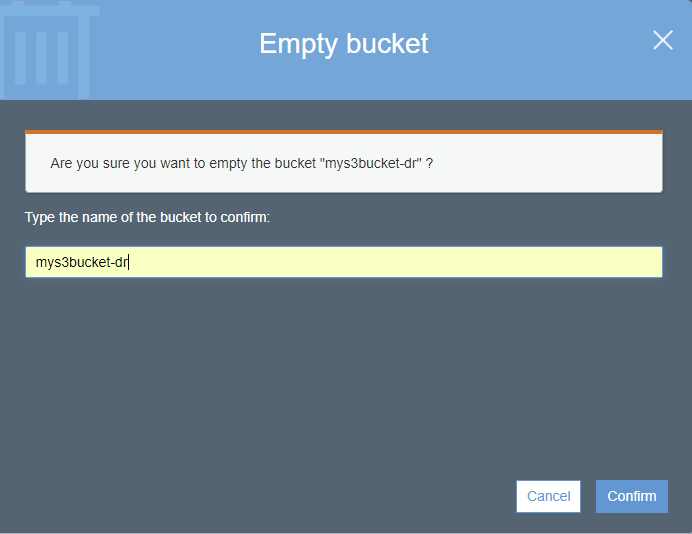 Empty bucket
Are you sure you want to empty the bucket "mys3bucket-dr" ?
Type the name of the bucket to confirm:
mys3bucket-dr
Cancel
Confirm